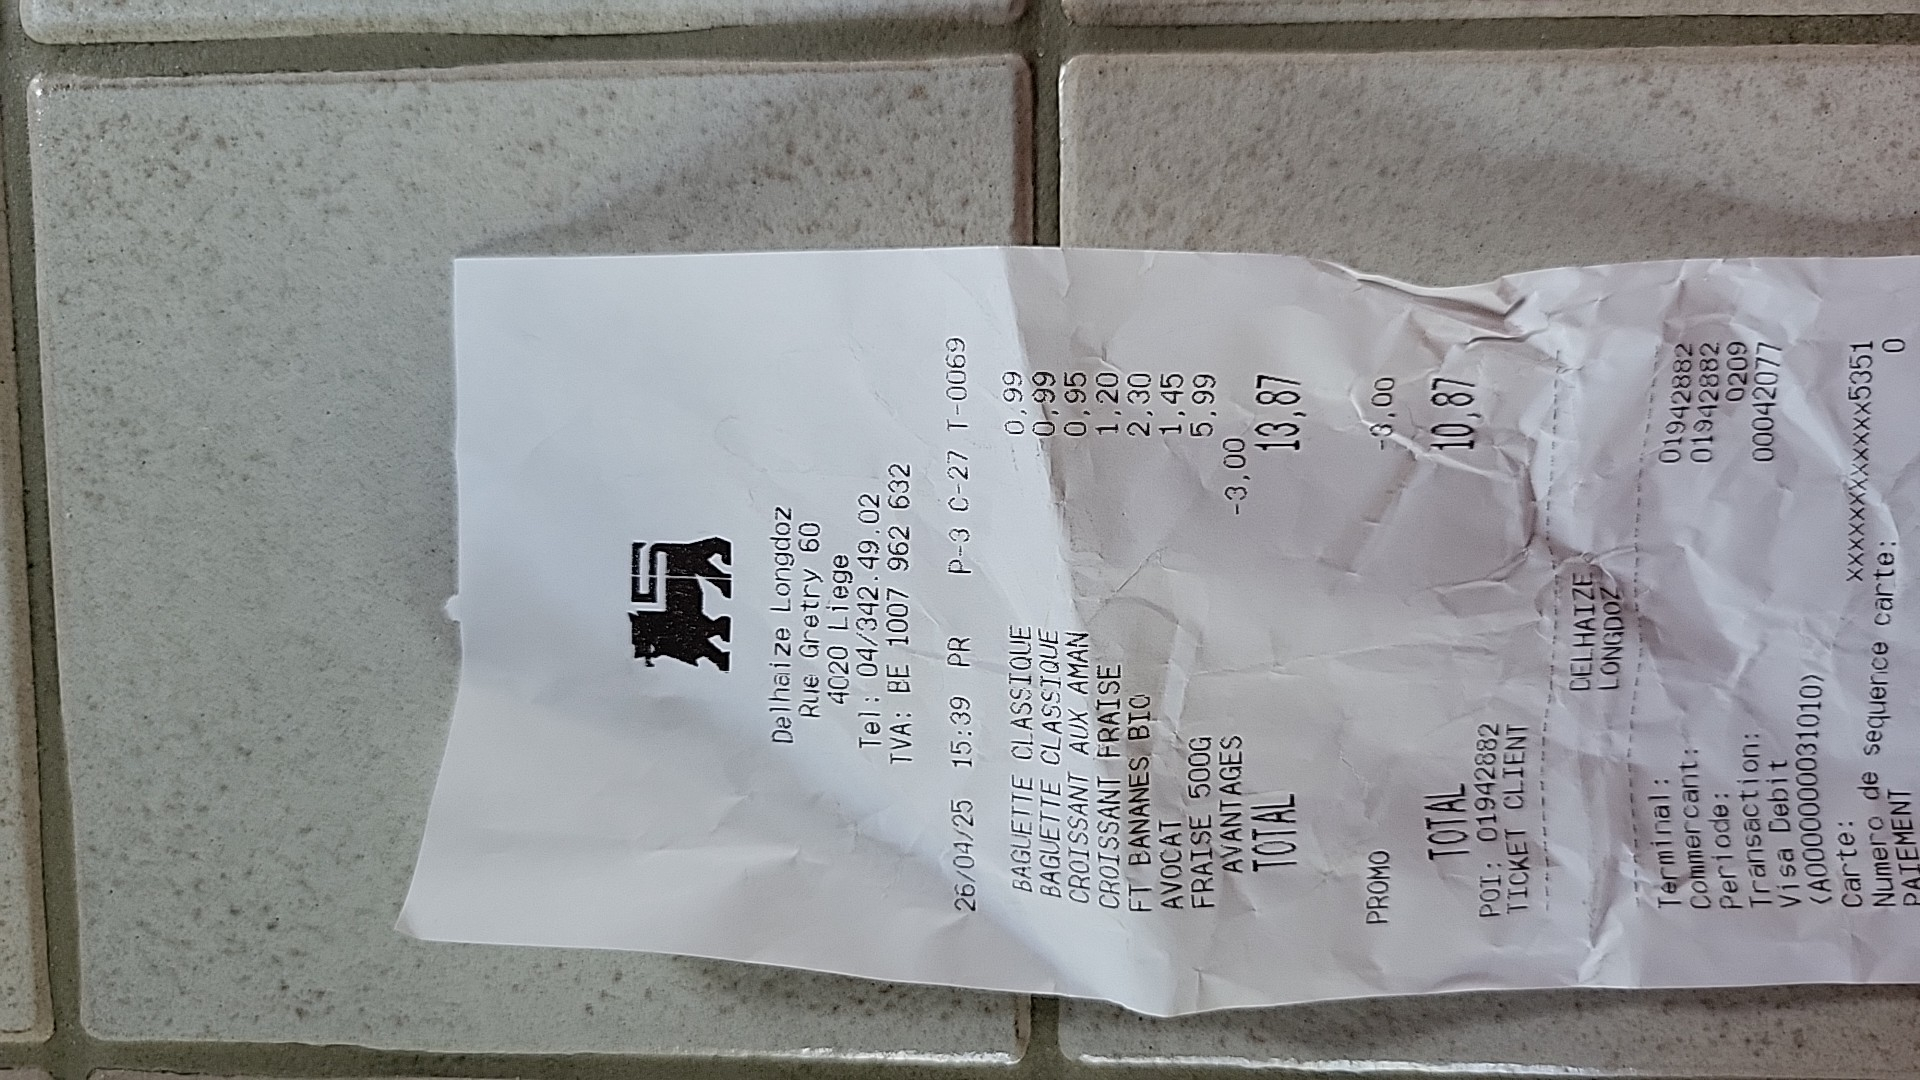 Delhaize Longdoz
Rue Gretry 60
4020 Liege
Tel: 04/342.49.02
TVA: BE 1007 962 632
26/04/25 15:39 PR P-3 C-27 T-0069
BAGUETTE CLASSIQUE 0,99
BAGUETTE CLASSIQUE 0,99
CROISSANT AUX AMAN 0,95
CROISSANT FRAISE 1,20
FT BANANES BIO 2,30
AVOCAT 1,45
FRAISE 500G 5,99
AVANTAGES -3,00
TOTAL 13,87
PROMO -3,00
TOTAL 10,87
POI: 01942882
TICKET CLIENT
DELHAIZE
LONGDOZ
Terminal: 01942882
Commercant: 01942882
Periode: 0209
Transaction: 00042077
Visa Debit
(A0000000031010)
Carte: xxxxxxxxxxxxxxx5351
Numero de sequence carte: 0
PAIEMENT